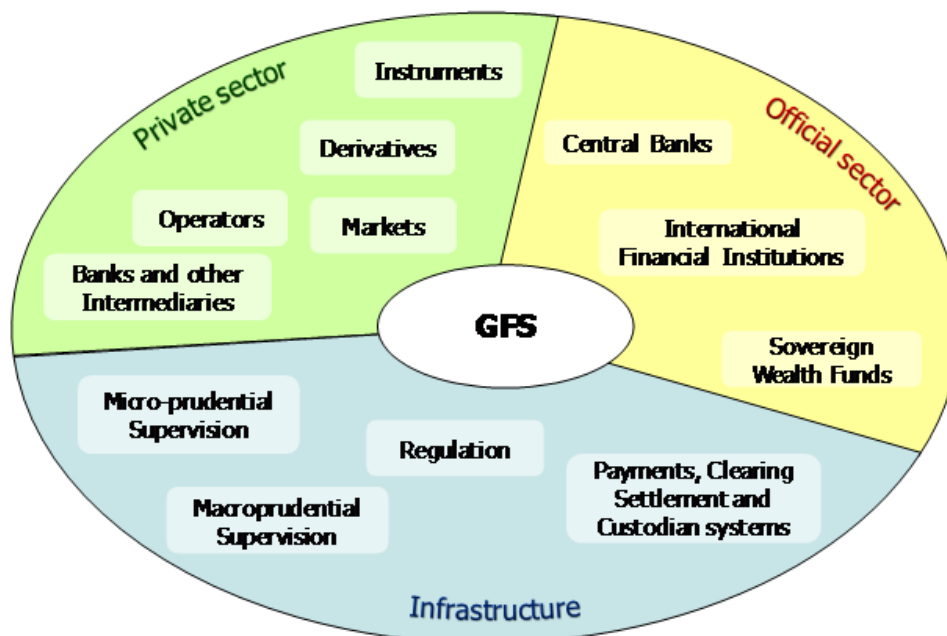 Private sector
Instruments
Derivatives
Operators
Markets
Banks and other
Intermediaries
Official sector
Central Banks
International
Financial Institutions
Sovereign
Wealth Funds
GFS
Micro-prudential
Supervision
Regulation
Macroprudential
Supervision
Payments, Clearing
Settlement and
Custodian systems
Infrastructure